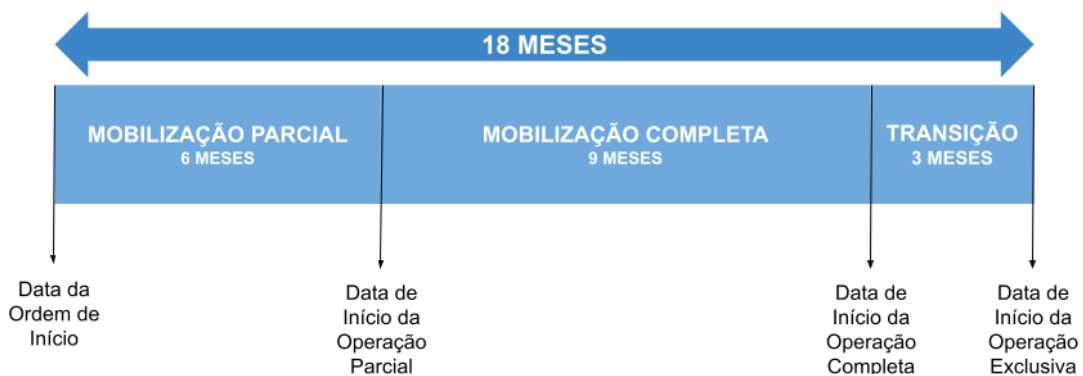 18 MESES
MOBILIZAÇÃO PARCIAL
6 MESES
MOBILIZAÇÃO COMPLETA
9 MESES
TRANSIÇÃO
3 MESES
Data da
Ordem de
Início
Data de
Início da
Operação
Parcial
Data de
Início da
Operação
Completa
Data de
Início da
Operação
Exclusiva